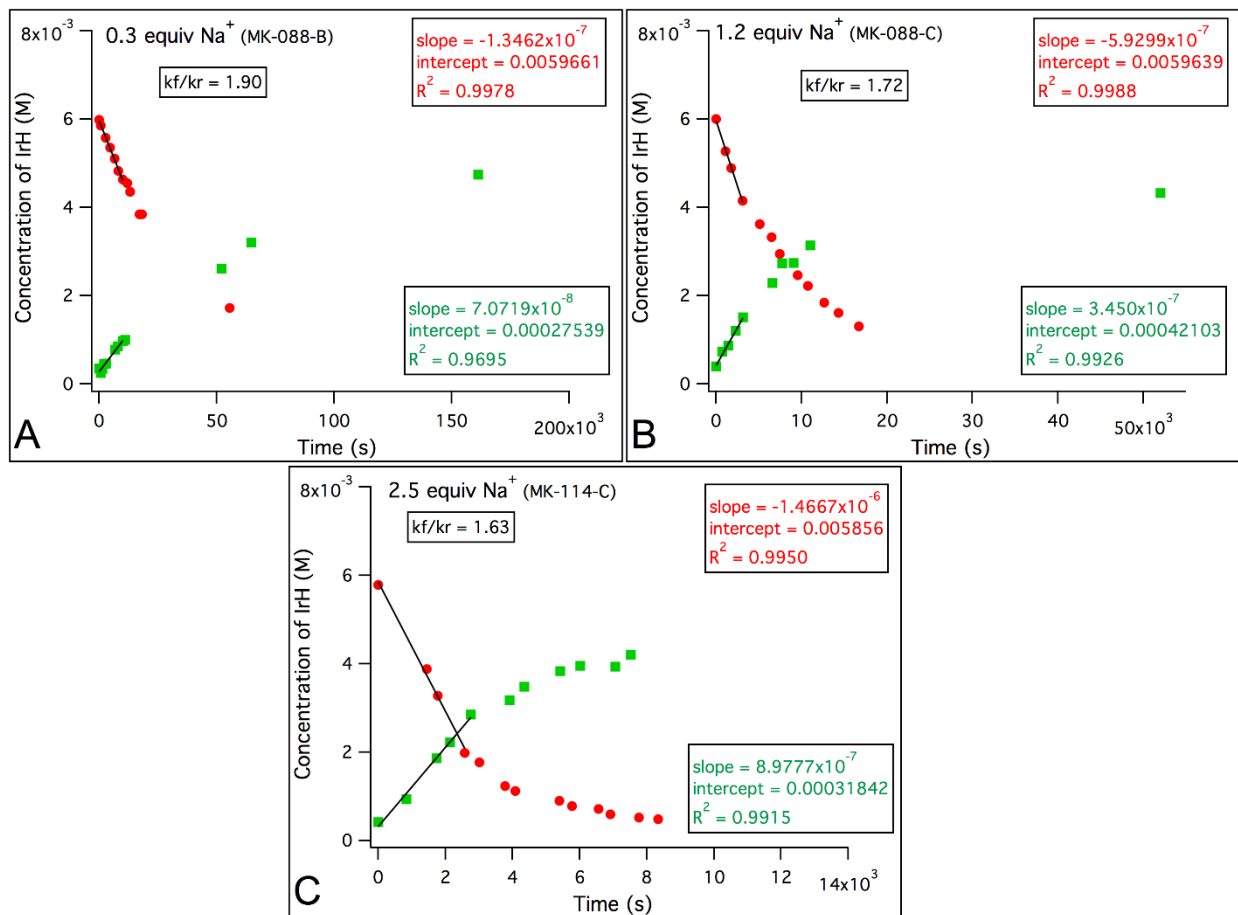 8x10⁻³
0.3 equiv Na⁺ (MK-088-B)
kf/kr = 1.90
slope = -1.3462x10⁻⁷
intercept = 0.0059661
R² = 0.9978
6
4
2
0
Concentration of IrH (M)
slope = 7.0719x10⁻⁸
intercept = 0.00027539
R² = 0.9695
0
50
100
150
200x10³
Time (s)
A
8x10⁻³
1.2 equiv Na⁺ (MK-088-C)
kf/kr = 1.72
slope = -5.9299x10⁻⁷
intercept = 0.0059639
R² = 0.9988
6
4
2
0
Concentration of IrH (M)
slope = 3.450x10⁻⁷
intercept = 0.00042103
R² = 0.9926
0
10
20
30
40
50x10³
Time (s)
B
8x10⁻³
2.5 equiv Na⁺ (MK-114-C)
kf/kr = 1.63
slope = -1.4667x10⁻⁶
intercept = 0.005856
R² = 0.9950
6
4
2
0
Concentration of IrH (M)
slope = 8.9777x10⁻⁷
intercept = 0.00031842
R² = 0.9915
0
2
4
6
8
10
12
14x10³
Time (s)
C